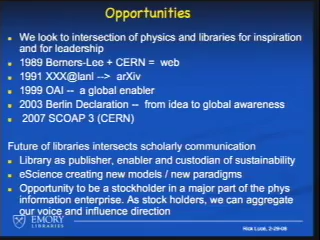 Opportunities
We look to intersection of physics and libraries for inspiration
and for leadership
1989 Berners-Lee + CERN = web
1991 XXX@lanl --> arXiv
1999 OAI -- a global enabler
2003 Berlin Declaration -- from idea to global awareness
2007 SCOAP 3 (CERN)
Future of libraries intersects scholarly communication
Library as publisher, enabler and custodian of sustainability
eScience creating new models / new paradigms
Opportunity to be a stockholder in a major part of the phys
information enterprise. As stock holders, we can aggregate
our voice and influence direction
EMORY
LIBRARIES
Rick Luce, 2-29-08